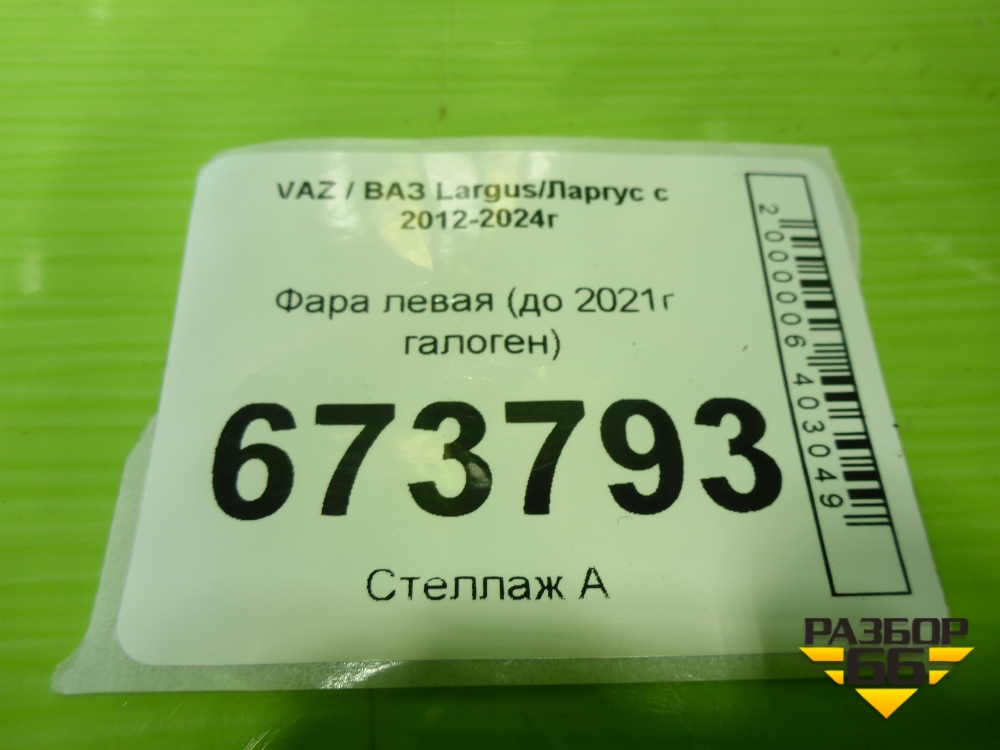 VAZ / ВАЗ Largus/Ларгус с
2012-2024г
Фара левая (до 2021г
галоген)
673793
Стеллаж А
2000006403049
РАЗБОР
66